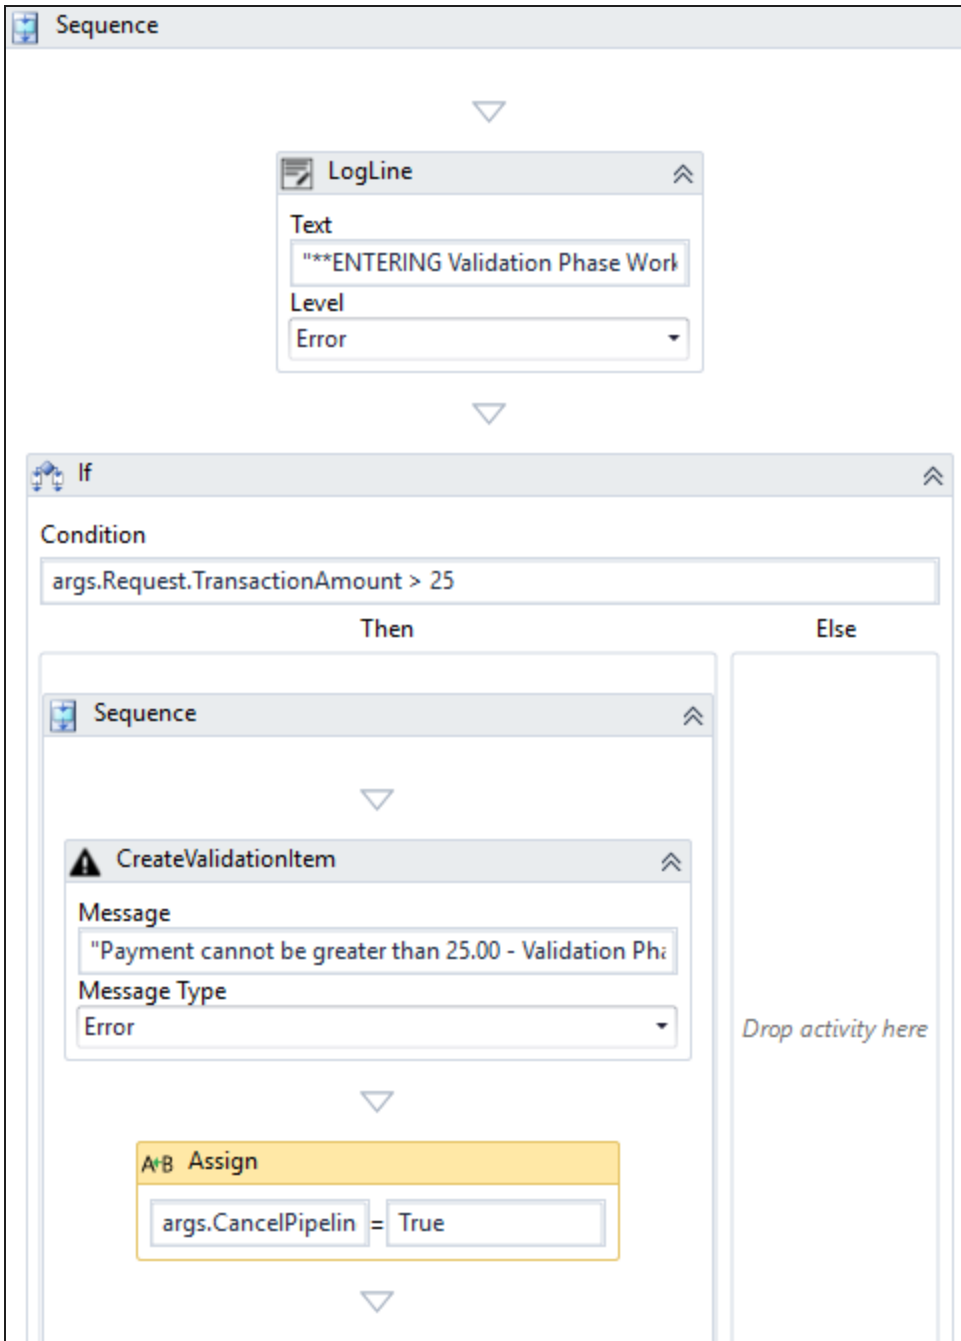 Sequence
LogLine
Text
"**ENTERING Validation Phase Work
Level
Error
If
Condition
args.Request.TransactionAmount > 25
Then
Else
Sequence
CreateValidationItem
Message
"Payment cannot be greater than 25.00 - Validation Pha
Message Type
Error
Drop activity here
A+B Assign
args.CancelPipelin = True